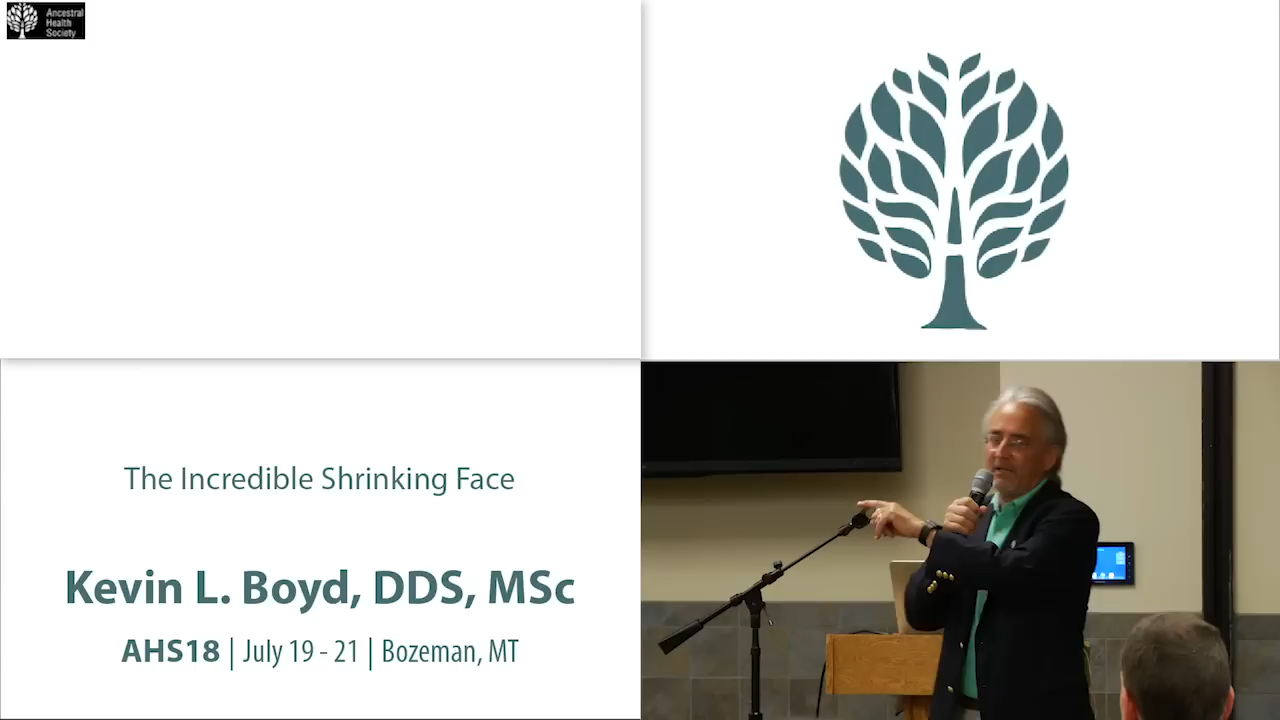 Ancestral
Health
Society
The Incredible Shrinking Face
Kevin L. Boyd, DDS, MSc
AHS18 | July 19 - 21 | Bozeman, MT